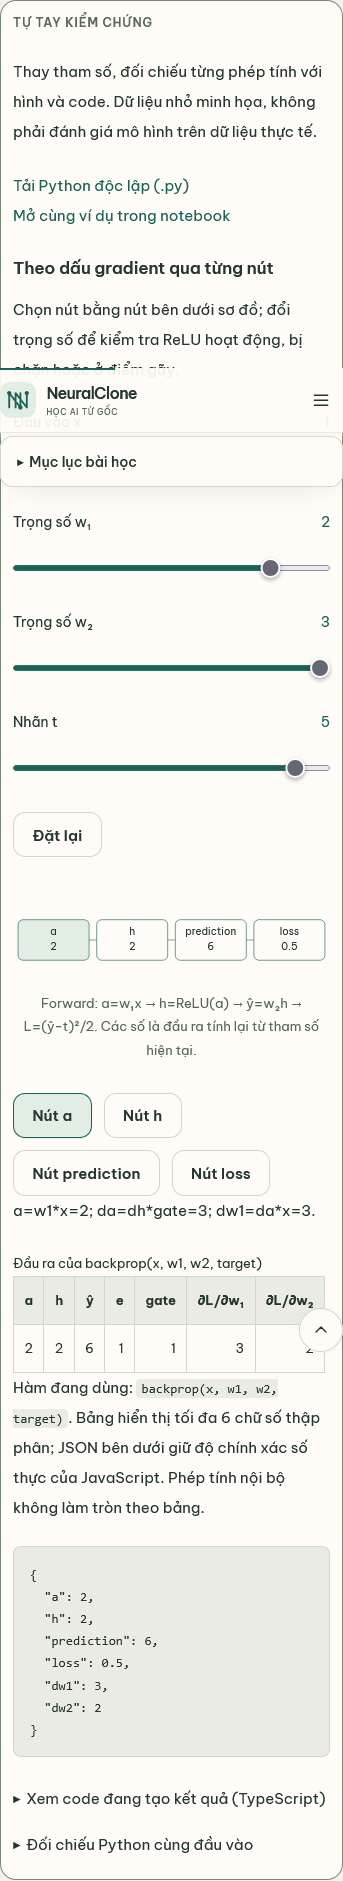 TỰ TAY KIỂM CHỨNG
Thay tham số, đối chiếu từng phép tính với
hình và code. Dữ liệu nhỏ minh họa, không
phải đánh giá mô hình trên dữ liệu thực tế.
Tải Python độc lập (.py)
Mở cùng ví dụ trong notebook
Theo dấu gradient qua từng nút
Chọn nút bằng nút bên dưới sơ đồ; đổi
trọng số để kiểm tra ReLU hoạt động, bị
chặn hoặc ở điểm gãy.
NeuralClone
HỌC AI TỪ GỐC
Đầu vào x 1
▸ Mục lục bài học
Trọng số w₁ 2
Trọng số w₂ 3
Nhãn t 5
Đặt lại
a h prediction loss
2 2 6 0.5
Forward: a=w₁x → h=ReLU(a) → ŷ=w₂h →
L=(ŷ−t)²/2. Các số là đầu ra tính lại từ tham số
hiện tại.
Nút a Nút h
Nút prediction Nút loss
a=w1*x=2; da=dh*gate=3; dw1=da*x=3.
Đầu ra của backprop(x, w1, w2, target)
a h ŷ e gate ∂L/∂w₁ ∂L/∂w₂
2 2 6 1 1 3 2
Hàm đang dùng: backprop(x, w1, w2,
target). Bảng hiển thị tối đa 6 chữ số thập
phân; JSON bên dưới giữ độ chính xác số
thực của JavaScript. Phép tính nội bộ
không làm tròn theo bảng.
{
"a": 2,
"h": 2,
"prediction": 6,
"loss": 0.5,
"dw1": 3,
"dw2": 2
}
▸ Xem code đang tạo kết quả (TypeScript)
▸ Đối chiếu Python cùng đầu vào